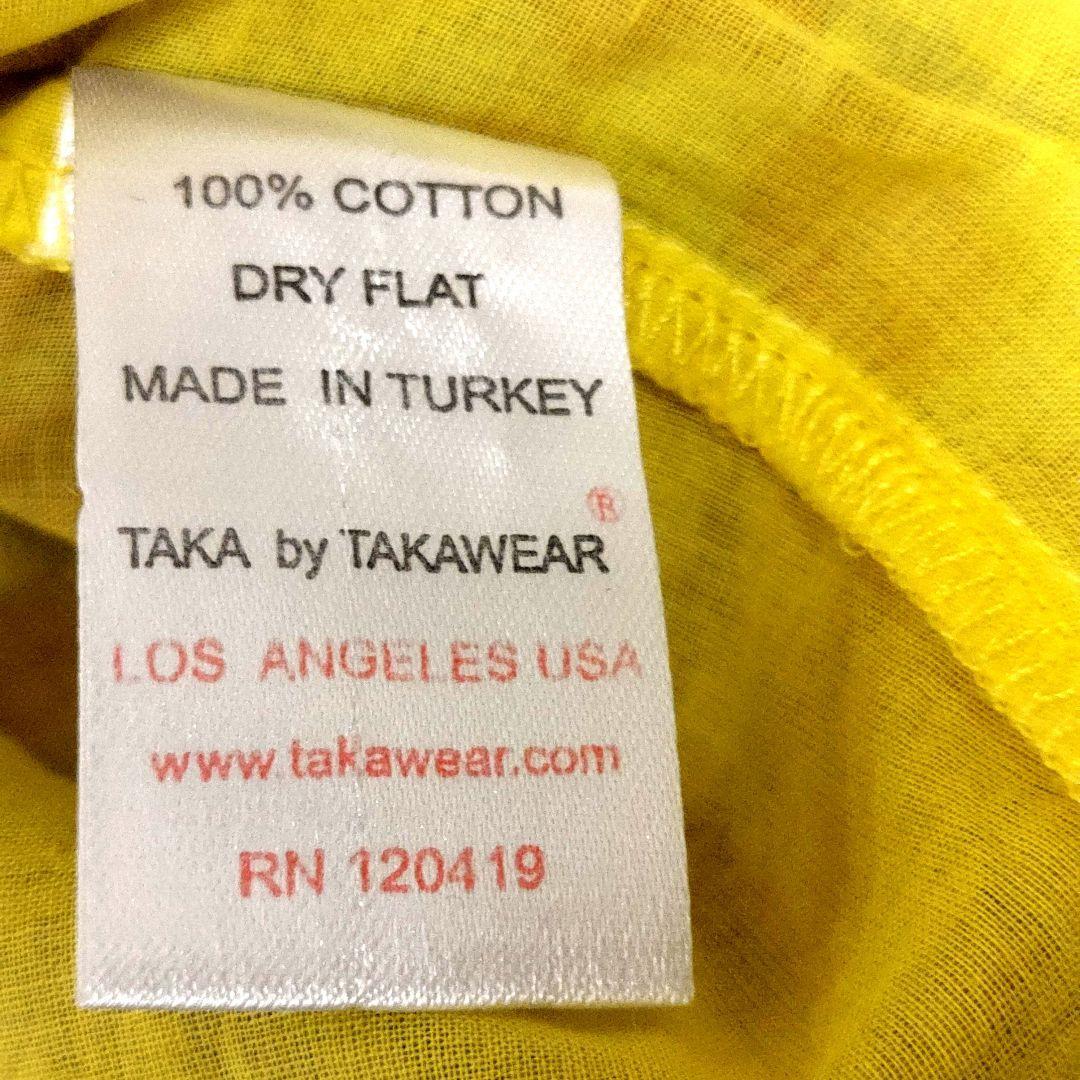 100% COTTON
DRY FLAT
MADE IN TURKEY
TAKA by TAKAWEAR®
LOS ANGELES USA
www.takawear.com
RN 120419